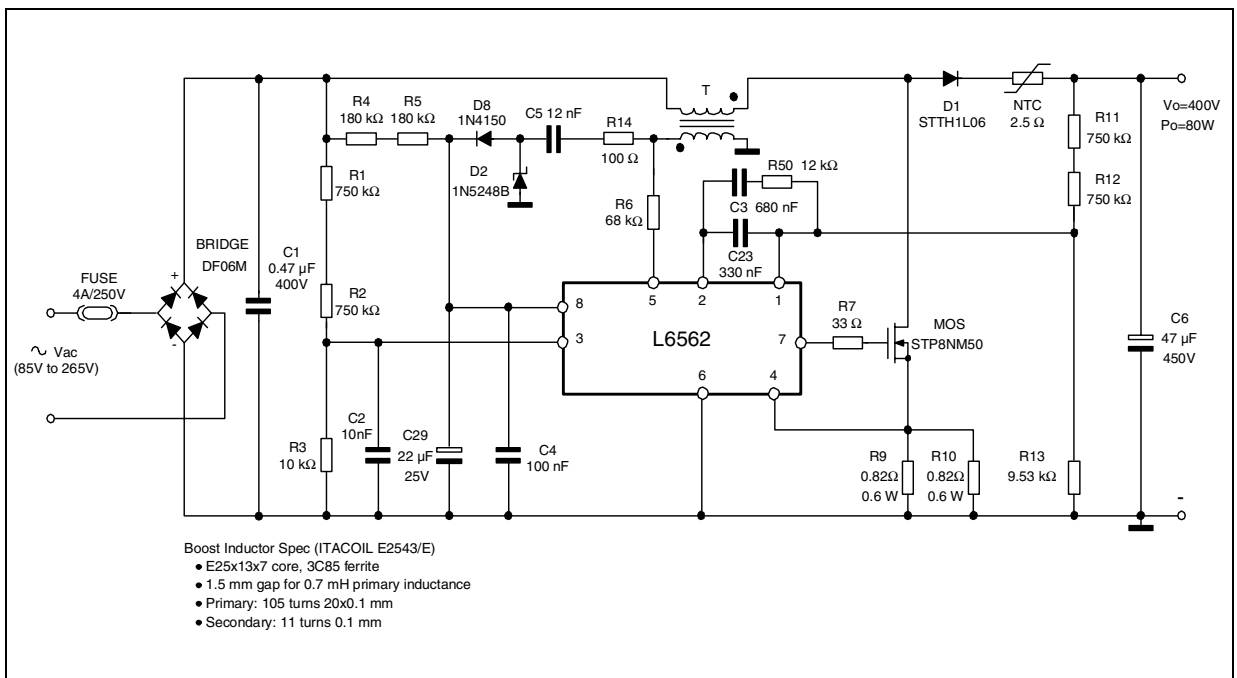 T
D1
STTH1L06
NTC
2.5 Ω
Vo=400V
Po=80W
R4
180 kΩ
R5
180 kΩ
D8
1N4150
C5 12 nF
R14
100 Ω
D2
1N5248B
R11
750 kΩ
R12
750 kΩ
R1
750 kΩ
R50 12 kΩ
C3 680 nF
C23
330 nF
R6
68 kΩ
BRIDGE
DF06M
+
-
FUSE
4A/250V
C1
0.47 µF
400V
R2
750 kΩ
8
5
2
1
3
L6562
7
6
4
R7
33 Ω
MOS
STP8NM50
C6
47 µF
450V
∿ Vac
(85V to 265V)
R3
10 kΩ
C2
10nF
C29
22 µF
25V
C4
100 nF
R9
0.82Ω
0.6 W
R10
0.82Ω
0.6 W
R13
9.53 kΩ
-
Boost Inductor Spec (ITACOIL E2543/E)
● E25x13x7 core, 3C85 ferrite
● 1.5 mm gap for 0.7 mH primary inductance
● Primary: 105 turns 20x0.1 mm
● Secondary: 11 turns 0.1 mm